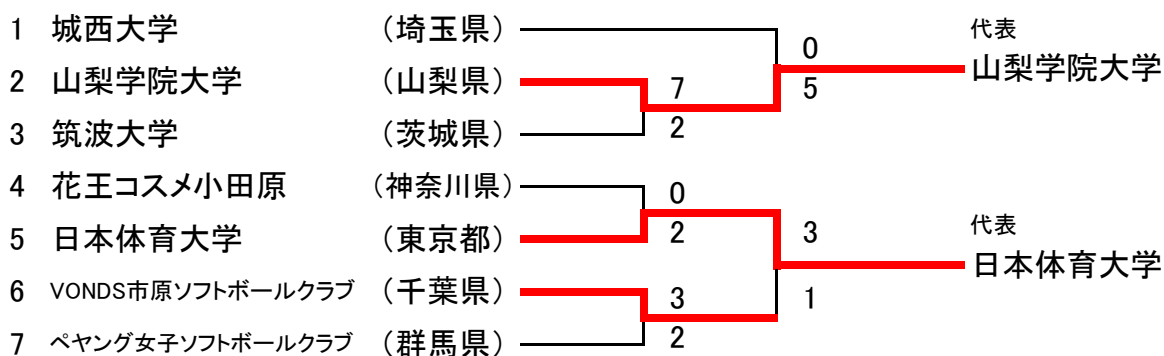 1 城西大学 （埼玉県）
0
代表
山梨学院大学
2 山梨学院大学 （山梨県）
7
5
3 筑波大学 （茨城県）
2
4 花王コスメ小田原 （神奈川県）
0
5 日本体育大学 （東京都）
2
3
代表
日本体育大学
6 VONDS市原ソフトボールクラブ （千葉県）
3
1
7 ペヤング女子ソフトボールクラブ （群馬県）
2